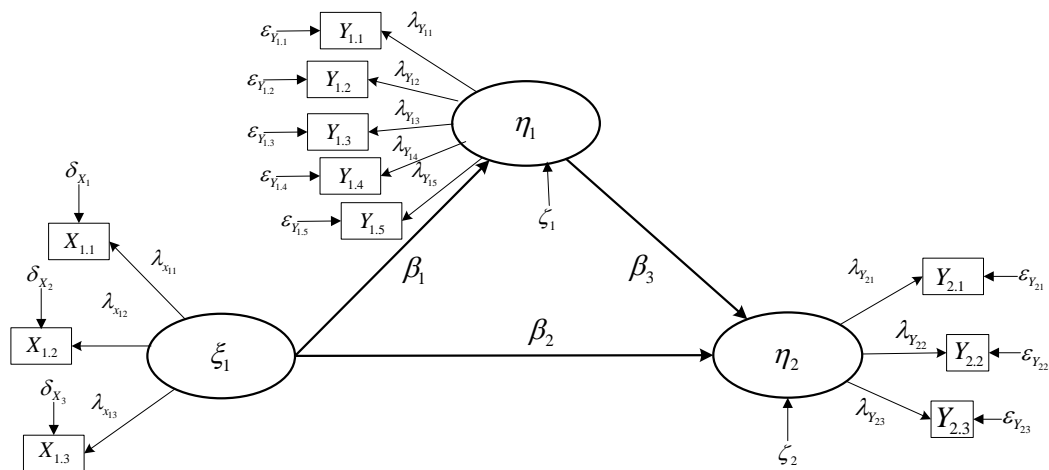 ε_{Y_{1.1}} Y_{1.1} λ_{Y_{11}}
ε_{Y_{1.2}} Y_{1.2} λ_{Y_{12}}
ε_{Y_{1.3}} Y_{1.3} λ_{Y_{13}}
η_1
ε_{Y_{1.4}} Y_{1.4} λ_{Y_{14}}
ε_{Y_{1.5}} Y_{1.5} λ_{Y_{15}}
ζ_1
δ_{X_1}
X_{1.1} λ_{x_{11}}
β_1
β_3
δ_{X_2}
X_{1.2} λ_{x_{12}}
λ_{Y_{21}} Y_{2.1} ε_{Y_{21}}
ξ_1
β_2
η_2
λ_{Y_{22}} Y_{2.2} ε_{Y_{22}}
δ_{X_3}
X_{1.3} λ_{x_{13}}
λ_{Y_{23}} Y_{2.3} ε_{Y_{23}}
ζ_2